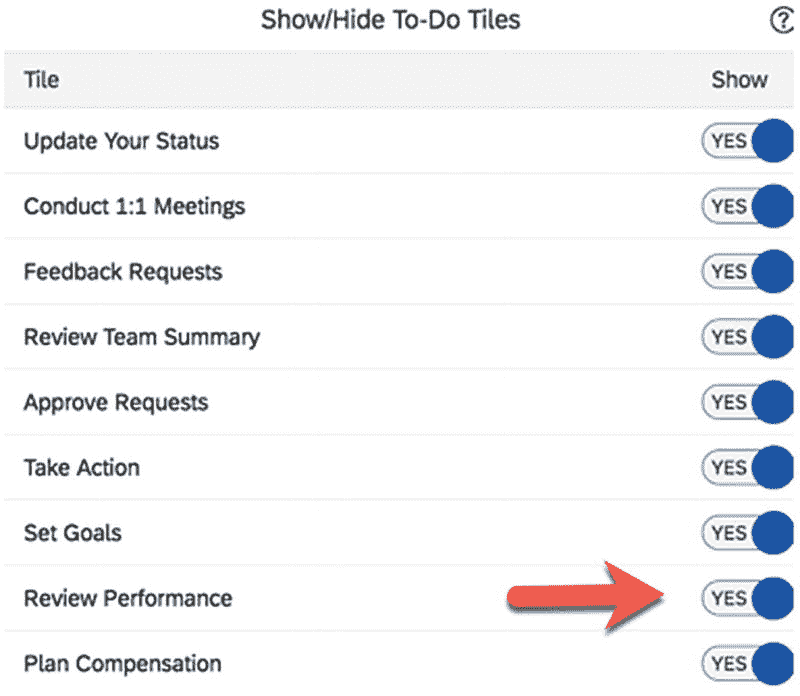 Show/Hide To-Do Tiles ?
Tile Show
Update Your Status YES
Conduct 1:1 Meetings YES
Feedback Requests YES
Review Team Summary YES
Approve Requests YES
Take Action YES
Set Goals YES
Review Performance YES
Plan Compensation YES